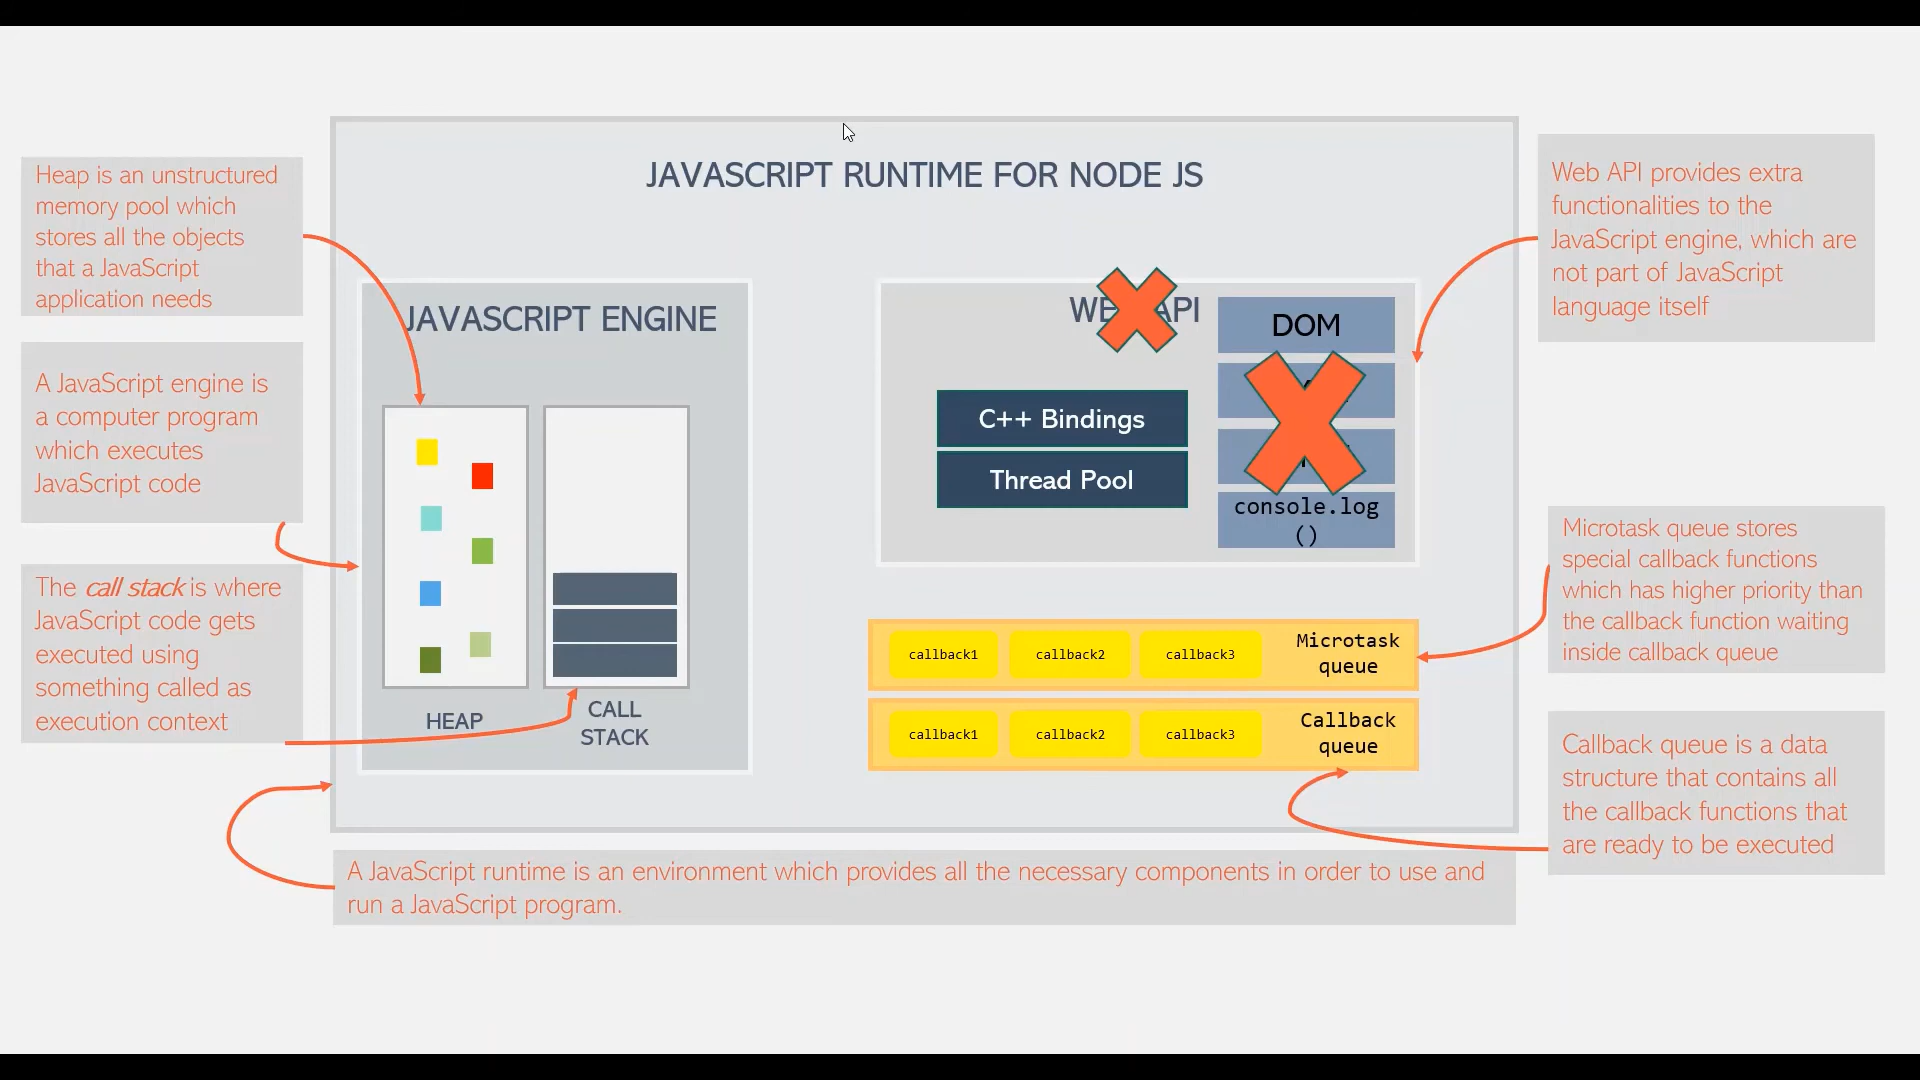 JAVASCRIPT RUNTIME FOR NODE JS
Heap is an unstructured
memory pool which
stores all the objects
that a JavaScript
application needs
A JavaScript engine is
a computer program
which executes
JavaScript code
The call stack is where
JavaScript code gets
executed using
something called as
execution context
JAVASCRIPT ENGINE
HEAP
CALL
STACK
API
C++ Bindings
Thread Pool
DOM
console.log
()
callback1
callback2
callback3
Microtask
queue
callback1
callback2
callback3
Callback
queue
Web API provides extra
functionalities to the
JavaScript engine, which are
not part of JavaScript
language itself
Microtask queue stores
special callback functions
which has higher priority than
the callback function waiting
inside callback queue
Callback queue is a data
structure that contains all
the callback functions that
are ready to be executed
A JavaScript runtime is an environment which provides all the necessary components in order to use and
run a JavaScript program.